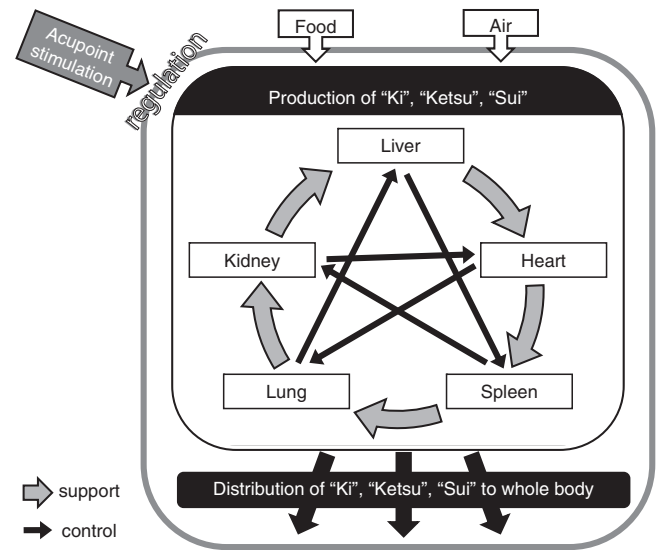 Food
Air
Acupoint
stimulation
regulation
Production of “Ki”, “Ketsu”, “Sui”
Liver
Kidney
Heart
Lung
Spleen
Distribution of “Ki”, “Ketsu”, “Sui” to whole body
support
control